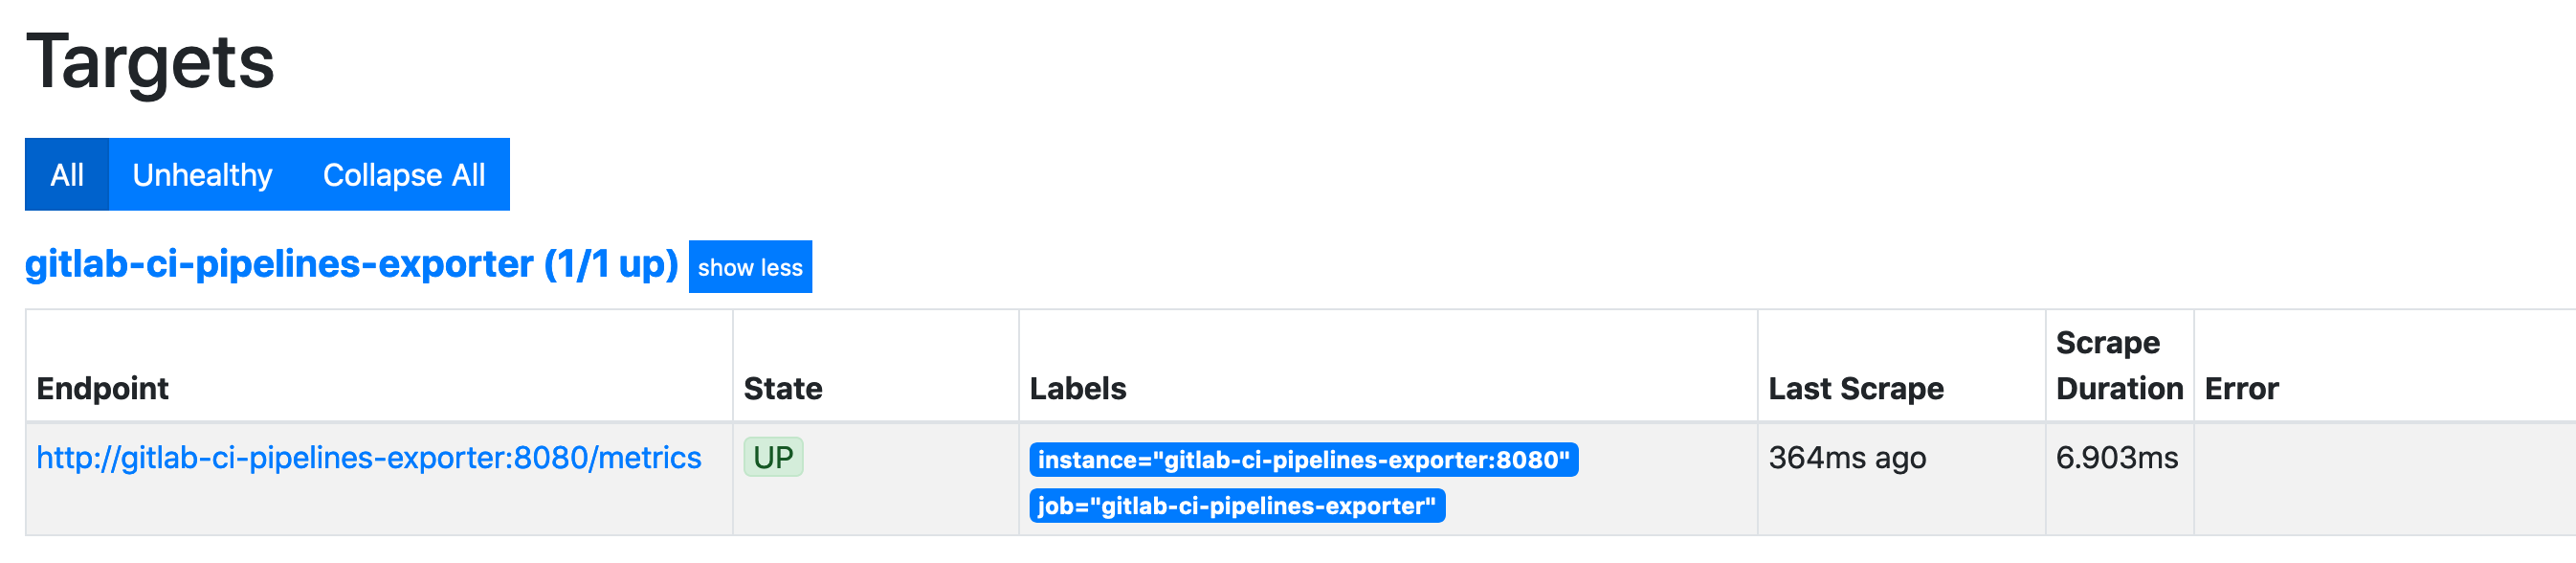 Targets
All Unhealthy Collapse All
gitlab-ci-pipelines-exporter (1/1 up) show less
Endpoint State Labels Last Scrape Scrape Duration Error
http://gitlab-ci-pipelines-exporter:8080/metrics UP instance="gitlab-ci-pipelines-exporter:8080" 364ms ago 6.903ms
job="gitlab-ci-pipelines-exporter"